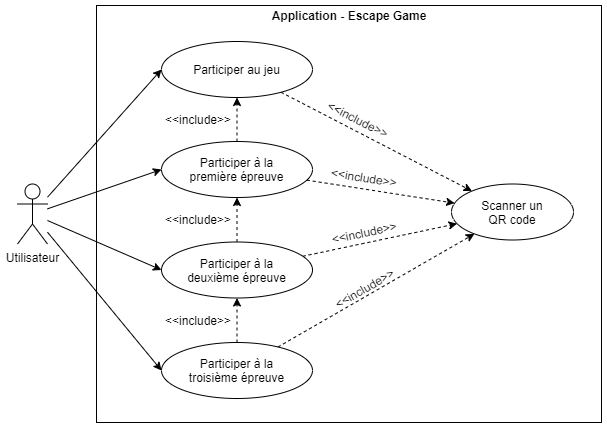 Application - Escape Game
Participer au jeu
<<include>>
<<include>>
Participer à la
première épreuve
<<include>>
Scanner un
QR code
<<include>>
<<include>>
Utilisateur
Participer à la
deuxième épreuve
<<include>>
<<include>>
Participer à la
troisième épreuve